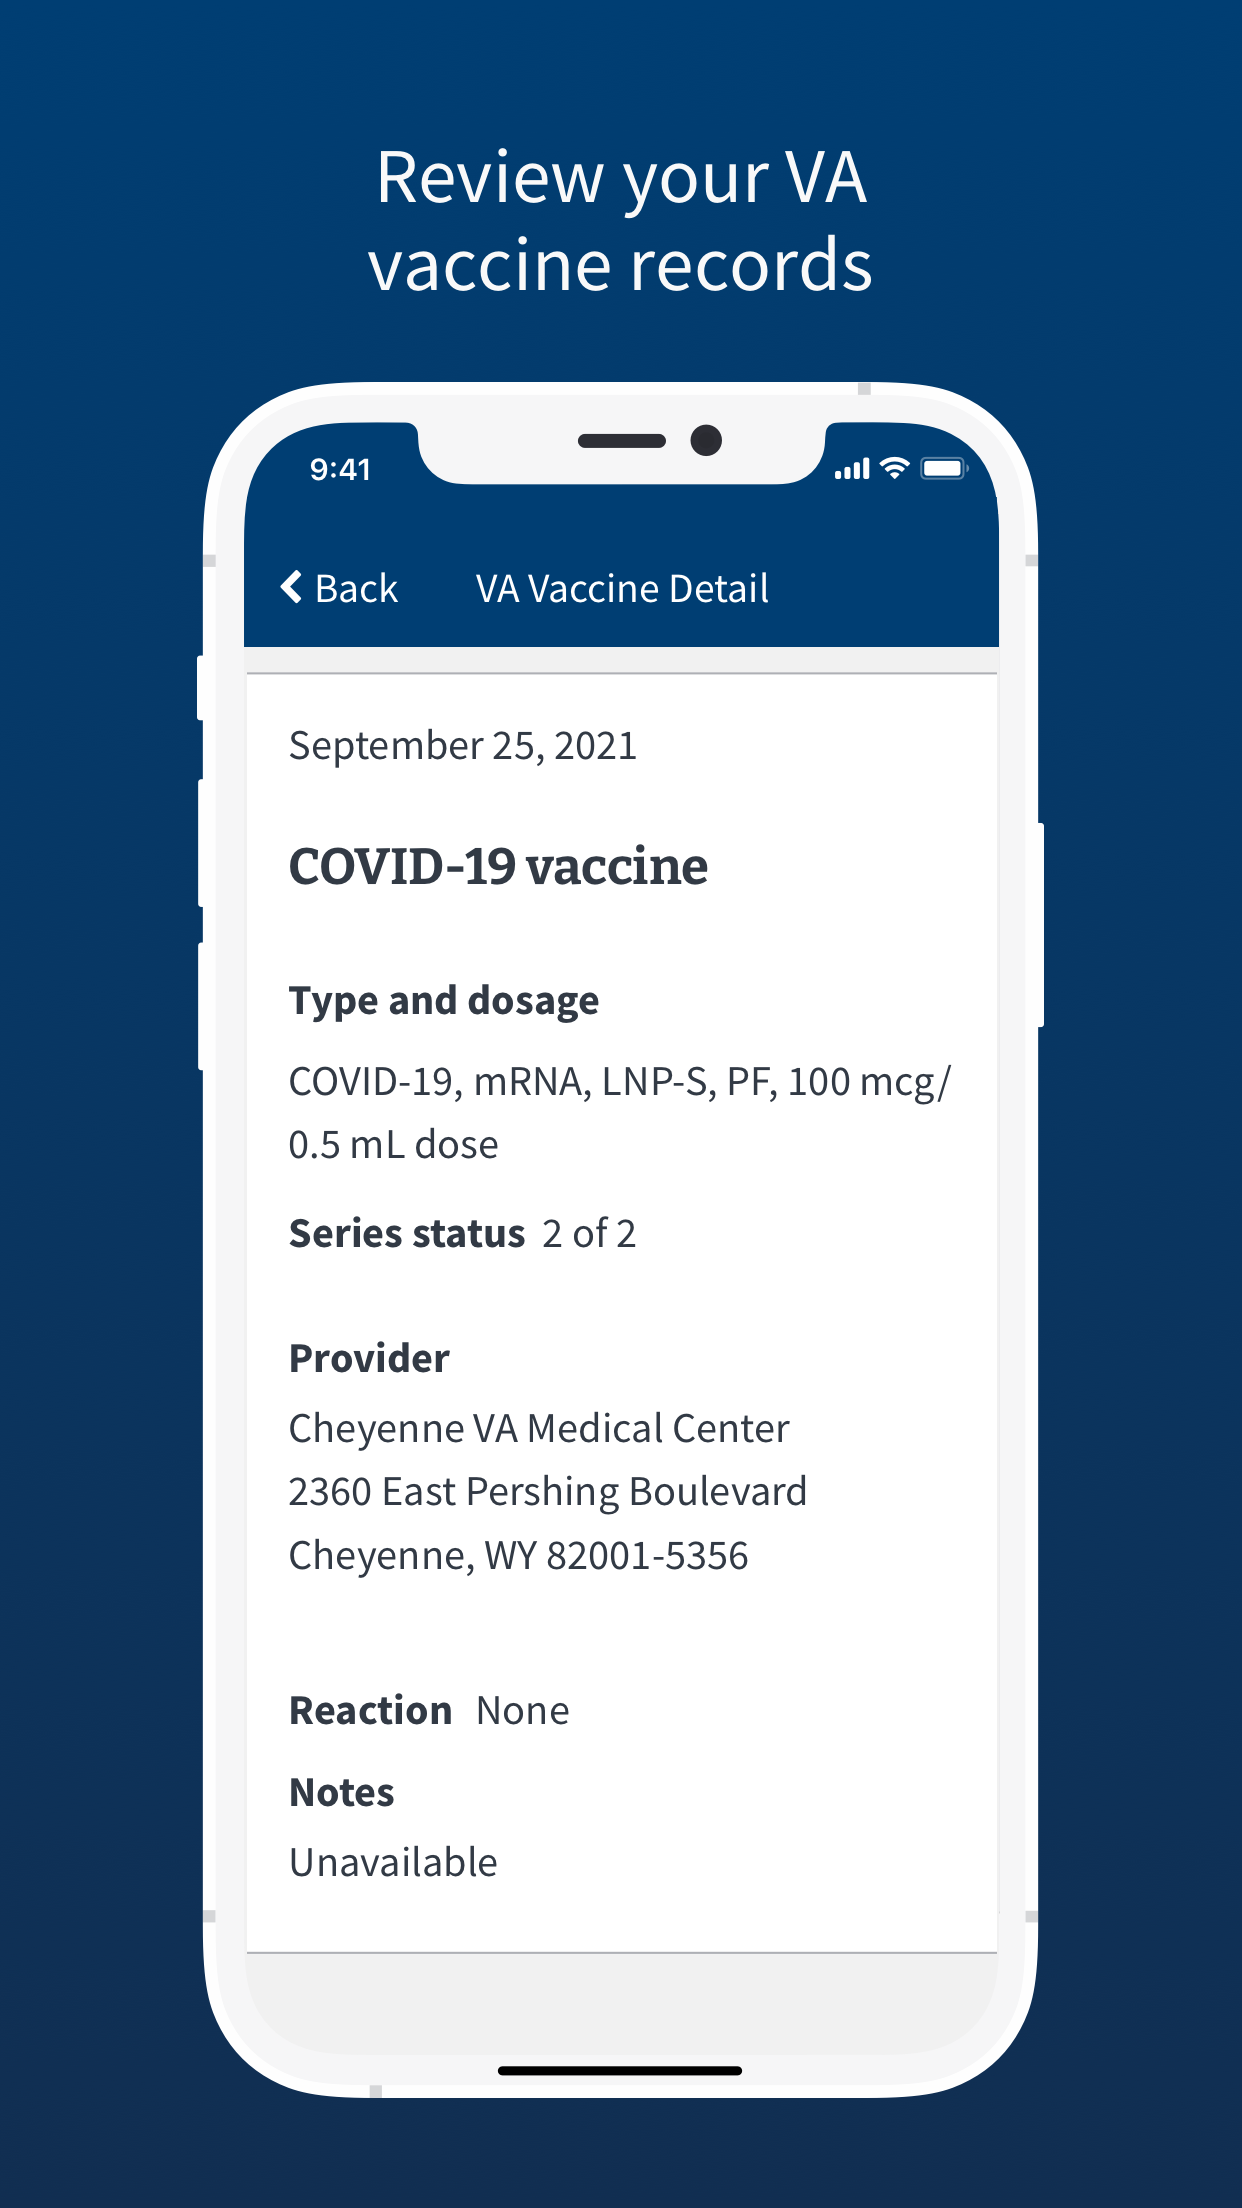 Review your VA
vaccine records
9:41
Back VA Vaccine Detail
September 25, 2021
COVID-19 vaccine
Type and dosage
COVID-19, mRNA, LNP-S, PF, 100 mcg/
0.5 mL dose
Series status 2 of 2
Provider
Cheyenne VA Medical Center
2360 East Pershing Boulevard
Cheyenne, WY 82001-5356
Reaction None
Notes
Unavailable